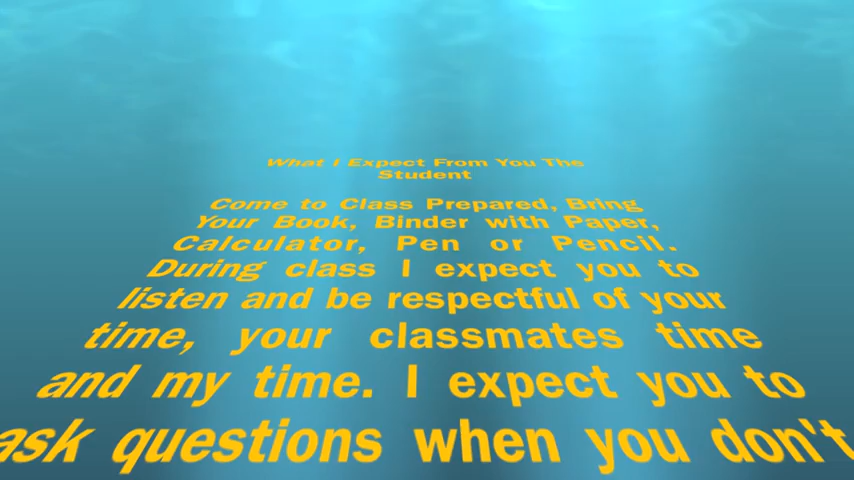 What I Expect From You The
Student
Come to Class Prepared, Bring
Your Book, Binder with Paper,
Calculator, Pen or Pencil.
During class I expect you to
listen and be respectful of your
time, your classmates time
and my time. I expect you to
ask questions when you don't